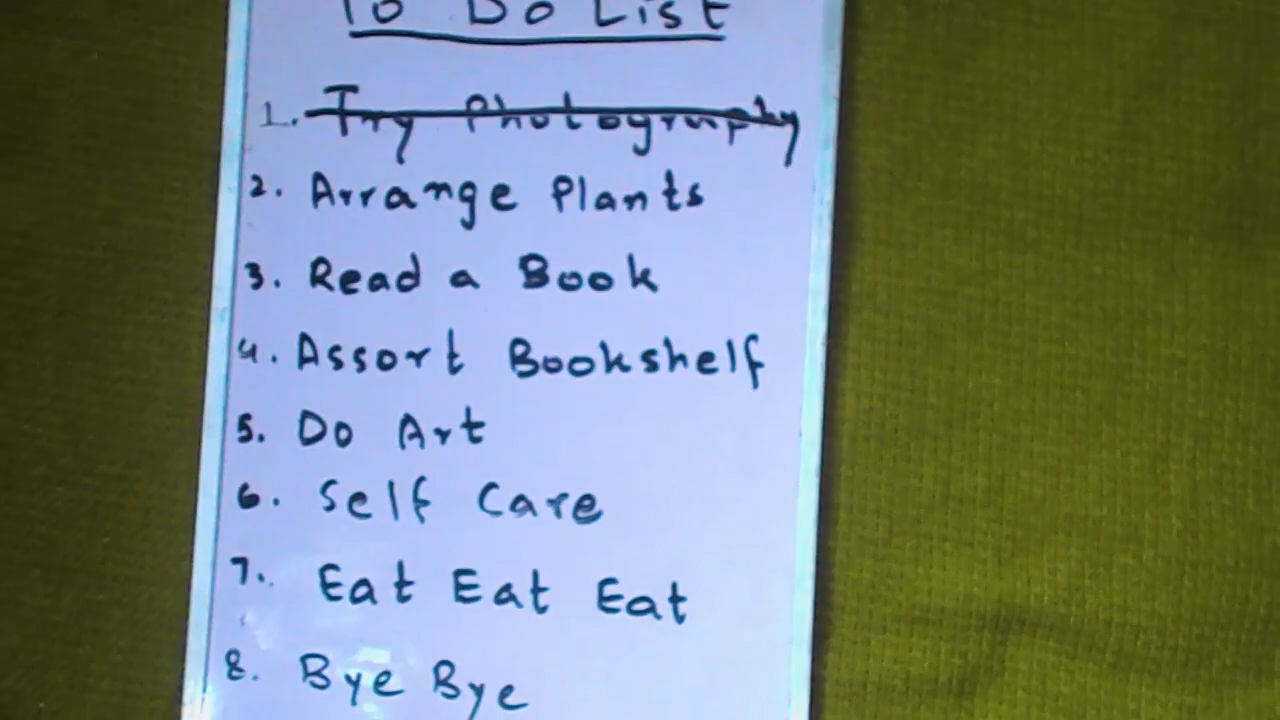 To Do List
1. Try Photography
2. Arrange Plants
3. Read a Book
4. Assort Bookshelf
5. Do Art
6. Self Care
7. Eat Eat Eat
8. Bye Bye